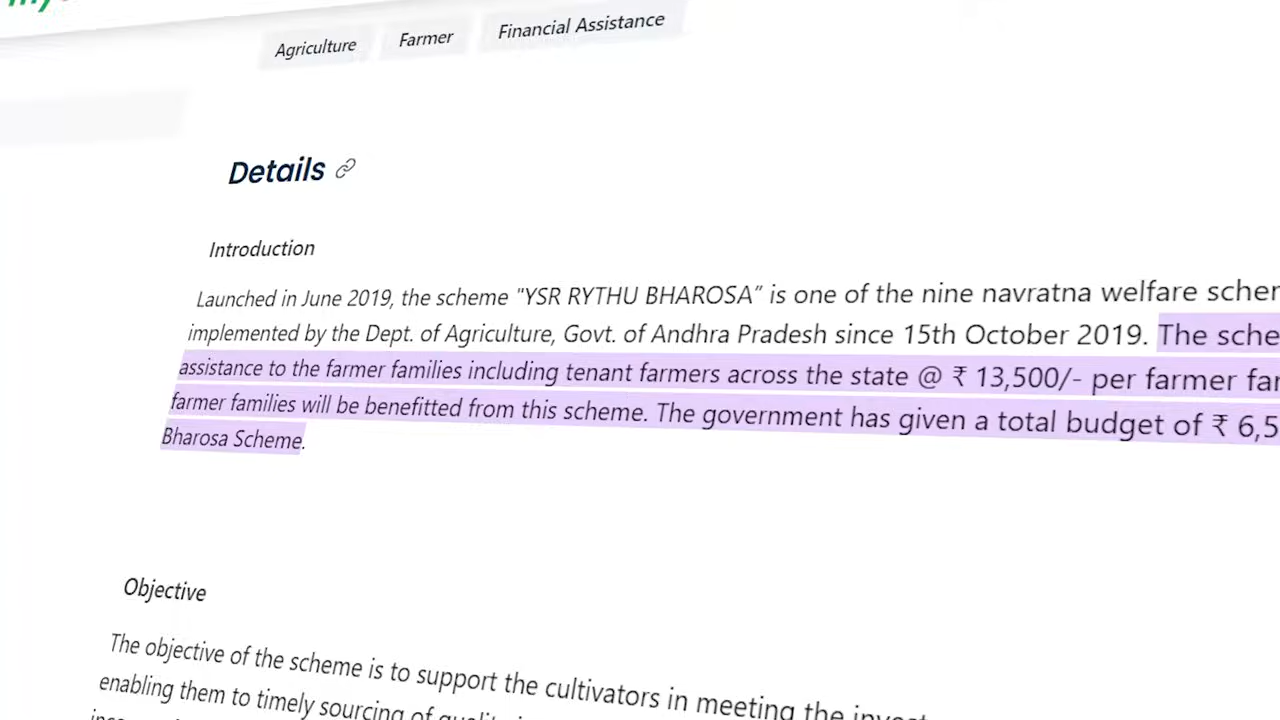 Agriculture Farmer Financial Assistance
Details
Introduction
Launched in June 2019, the scheme "YSR RYTHU BHAROSA” is one of the nine navratna welfare
implemented by the Dept. of Agriculture, Govt. of Andhra Pradesh since 15th October 2019. The
assistance to the farmer families including tenant farmers across the state @ ₹ 13,500/- per farmer
farmer families will be benefitted from this scheme. The government has given a total budget of ₹ 6,5
Bharosa Scheme.
Objective
The objective of the scheme is to support the cultivators in meeting the
enabling them to timely sourcing of